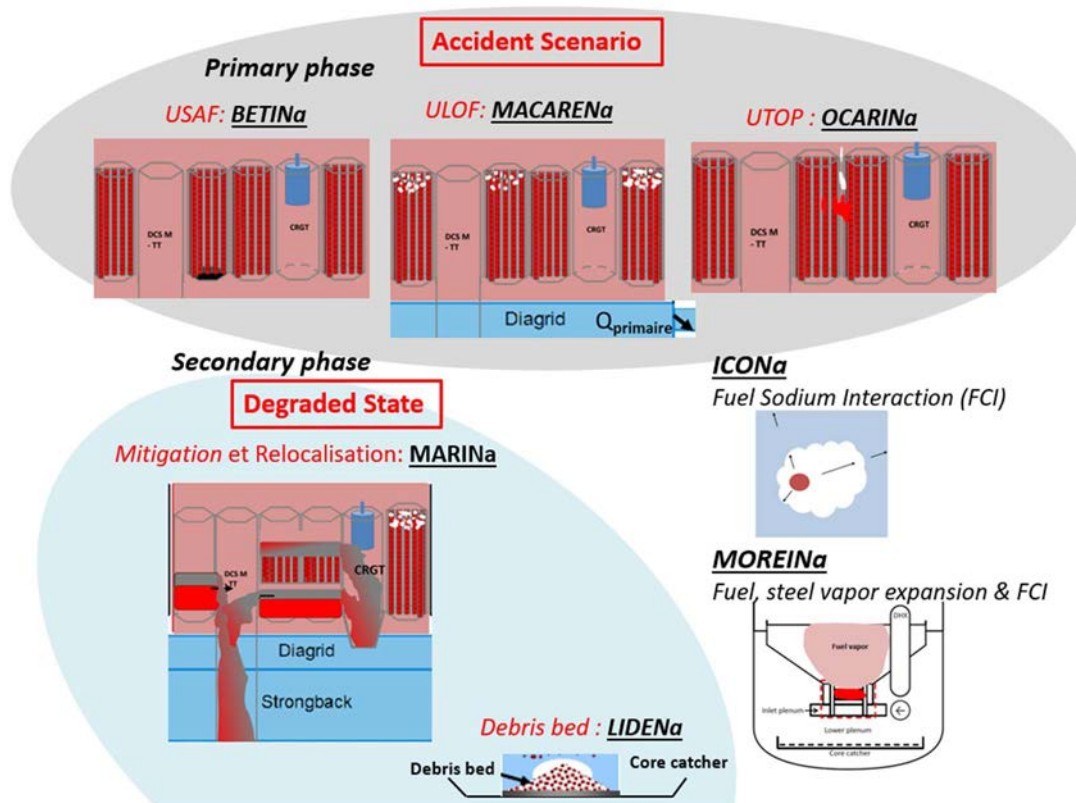 Accident Scenario
Primary phase
USAF: BETINa
ULOF: MACARENa
UTOP : OCARINa
DCS M
- TT
CRGT
DCS M
- TT
CRGT
DCS M
- TT
CRGT
Diagrid
Qprimaire
Secondary phase
Degraded State
Mitigation et Relocalisation: MARINa
DCS M
- TT
CRGT
Diagrid
Strongback
Debris bed : LIDENa
Debris bed
Core catcher
ICONa
Fuel Sodium Interaction (FCI)
MOREINa
Fuel, steel vapor expansion & FCI
DHX
Fuel vapor
Inlet plenum
Lower plenum
Core catcher